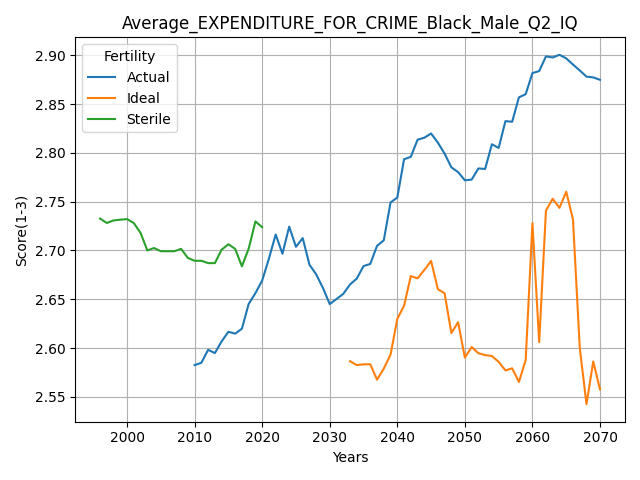 Average_EXPENDITURE_FOR_CRIME_Black_Male_Q2_IQ
Fertility
Actual
Ideal
Sterile
Score(1-3)
2.90
2.85
2.80
2.75
2.70
2.65
2.60
2.55
2000 2010 2020 2030 2040 2050 2060 2070
Years